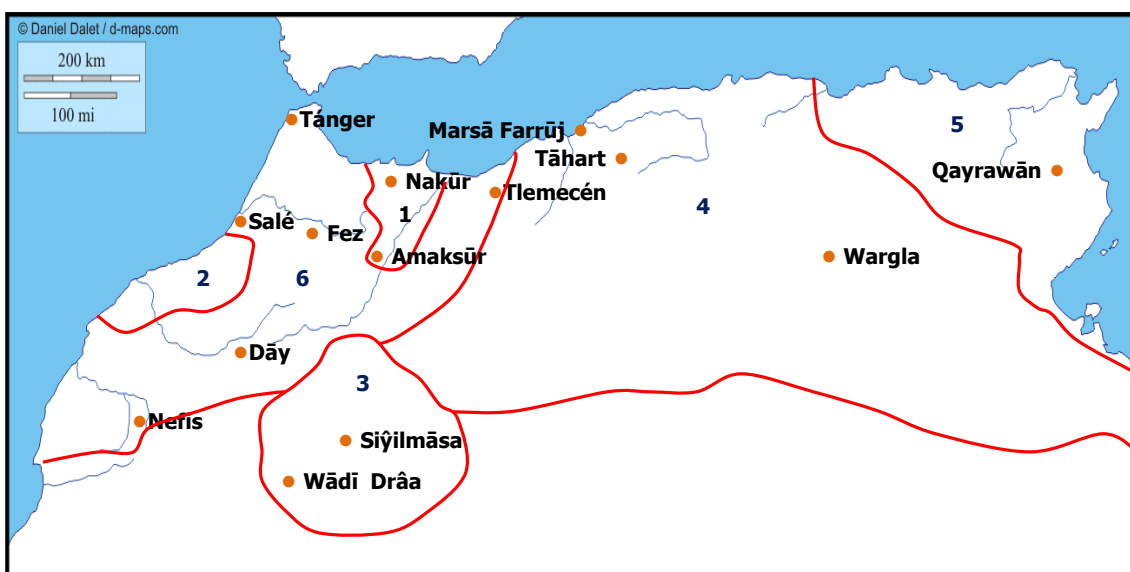 © Daniel Dalet / d-maps.com
200 km
100 mi
Tánger
Marsā Farrūj
5
Tāhart
Qayrawān
Nakūr
Tlemecén
4
1
Salé
Fez
Amaksūr
Wargla
2
6
Dāy
3
Nefis
Siŷilmāsa
Wādī Drâa